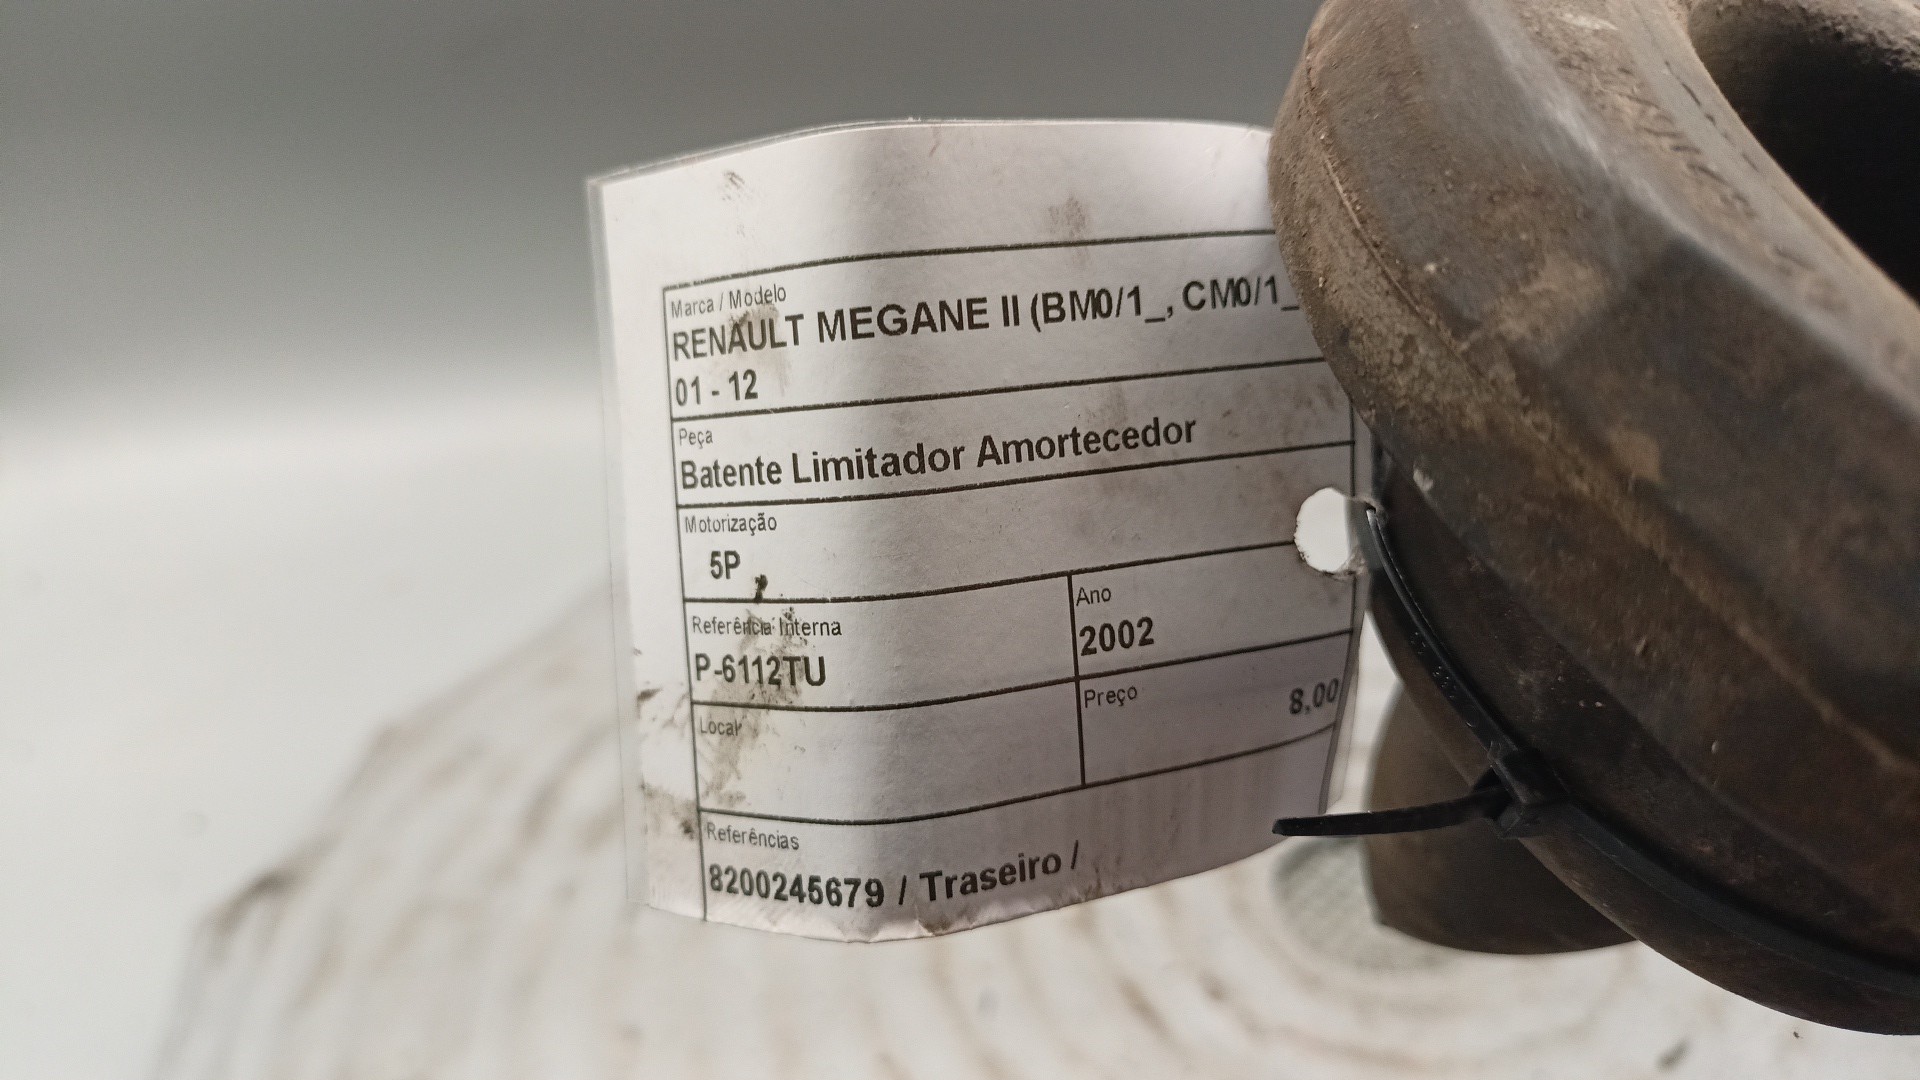 Marca / Modelo
RENAULT MEGANE II (BM0/1_, CM0/1_
01 - 12
Peça
Batente Limitador Amortecedor
Motorização
5P
Referência Interna
P-6112TU
Ano
2002
Local
Preço
8,00
Referências
8200245679 / Traseiro /